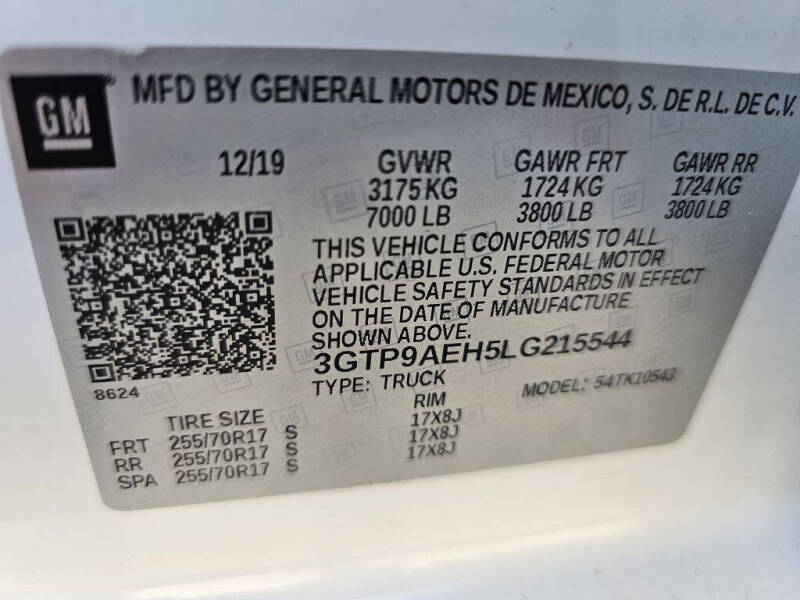 GM
MFD BY GENERAL MOTORS DE MEXICO, S. DE R.L. DE C.V.
12/19 GVWR GAWR FRT GAWR RR
3175 KG 1724 KG 1724 KG
7000 LB 3800 LB 3800 LB
THIS VEHICLE CONFORMS TO ALL
APPLICABLE U.S. FEDERAL MOTOR
VEHICLE SAFETY STANDARDS IN EFFECT
ON THE DATE OF MANUFACTURE
SHOWN ABOVE.
3GTP9AEH5LG215544
8624
TYPE: TRUCK MODEL: 54TK10543
TIRE SIZE RIM
FRT 255/70R17 S 17X8J
RR 255/70R17 S 17X8J
SPA 255/70R17 S 17X8J